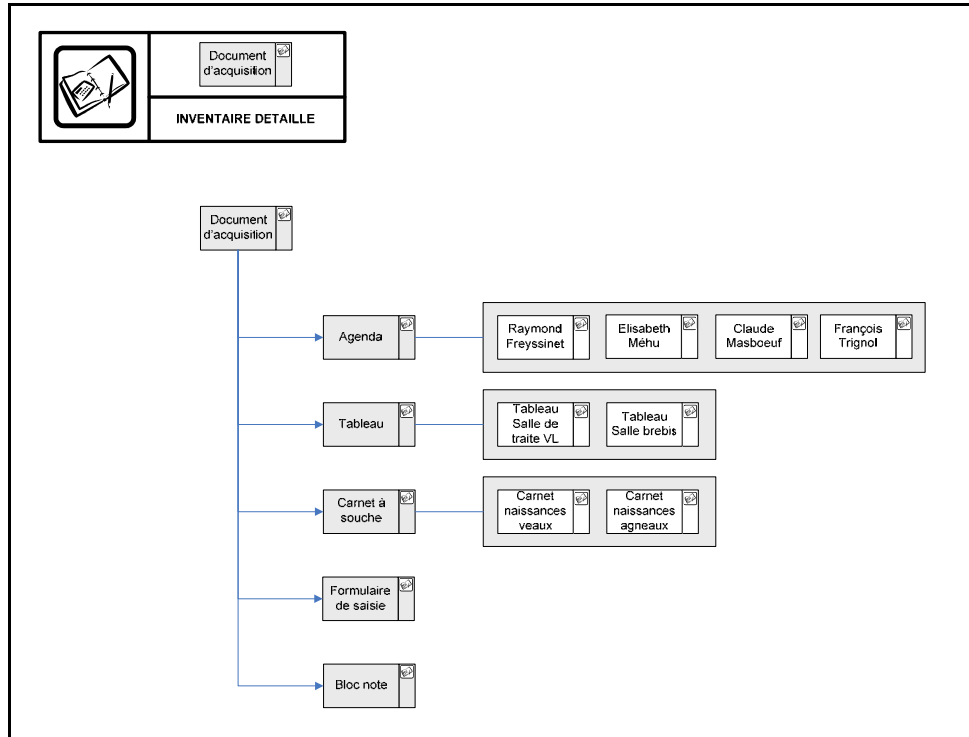 Document
d'acquisition
INVENTAIRE DETAILLE
Document
d'acquisition
Agenda
Raymond
Freyssinet
Elisabeth
Méhu
Claude
Masboeuf
François
Trignol
Tableau
Tableau
Salle de
traite VL
Tableau
Salle brebis
Carnet à
souche
Carnet
naissances
veaux
Carnet
naissances
agneaux
Formulaire
de saisie
Bloc note